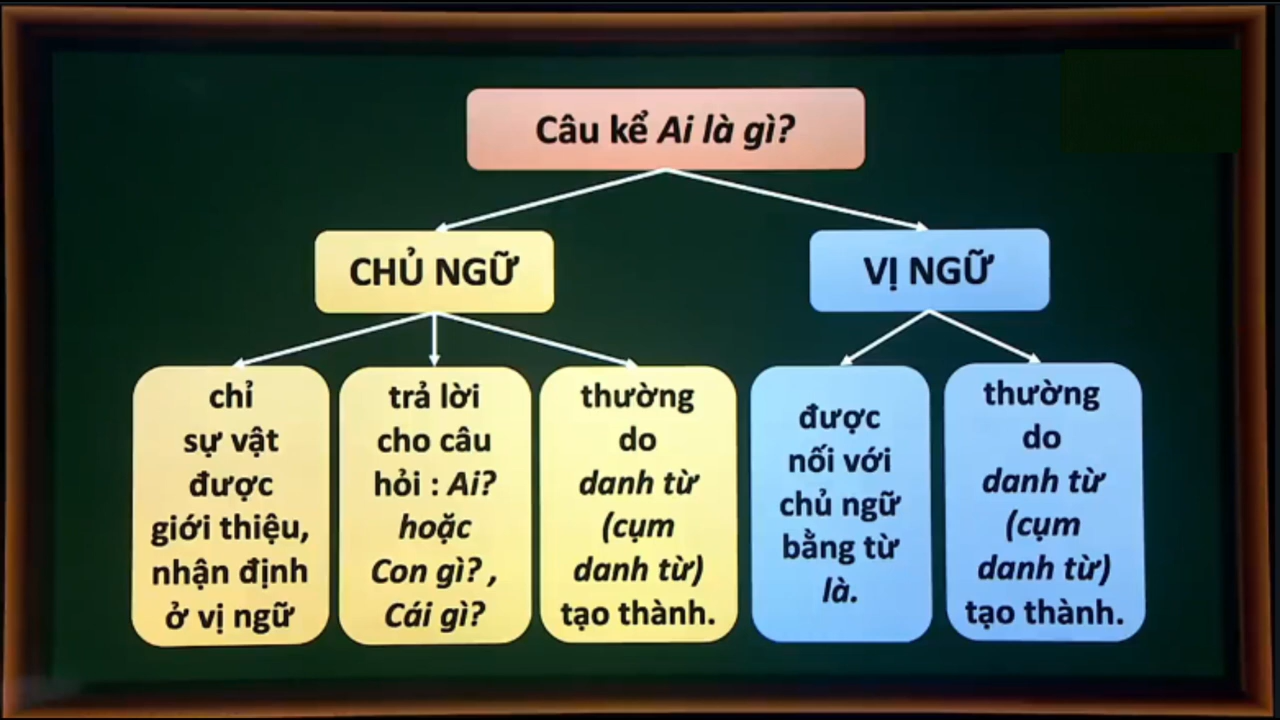 Câu kể Ai là gì?
CHỦ NGỮ
VỊ NGỮ
chỉ
sự vật
được
giới thiệu,
nhận định
ở vị ngữ
trả lời
cho câu
hỏi : Ai?
hoặc
Con gì? ,
Cái gì?
thường
do
danh từ
(cụm
danh từ)
tạo thành.
được
nối với
chủ ngữ
bằng từ
là.
thường
do
danh từ
(cụm
danh từ)
tạo thành.